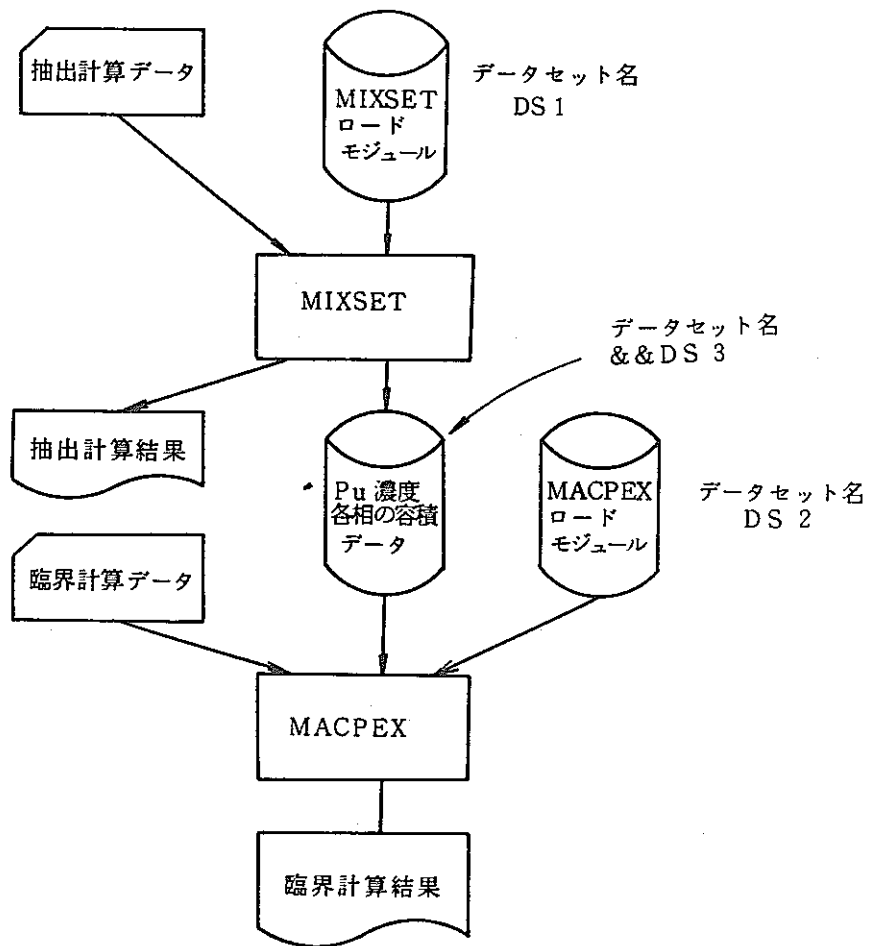 抽出計算データ
MIXSET
ロード
モジュール
データセット名
DS 1
MIXSET
データセット名
&&DS 3
抽出計算結果
Pu 濃度
各相の容積
データ
MACPEX
ロード
モジュール
データセット名
DS 2
臨界計算データ
MACPEX
臨界計算結果